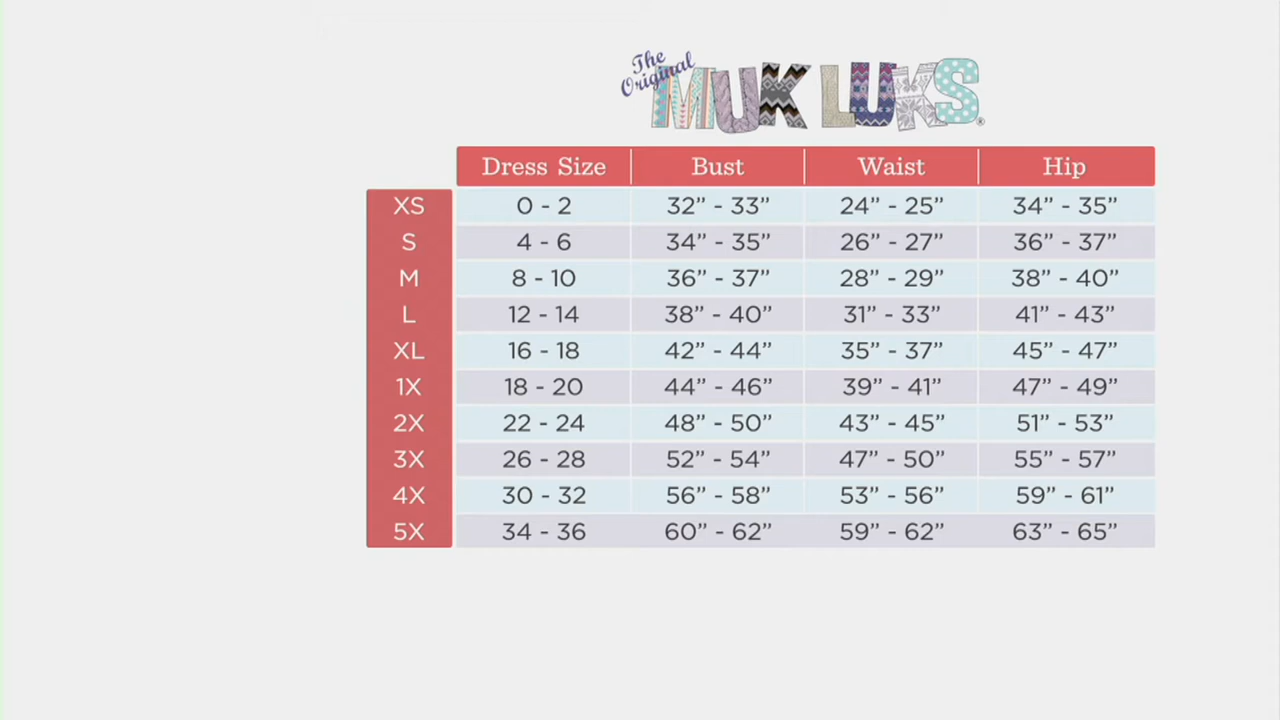 The Original MUK LUKS®
Dress Size Bust Waist Hip
XS 0 - 2 32” - 33” 24” - 25” 34” - 35”
S 4 - 6 34” - 35” 26” - 27” 36” - 37”
M 8 - 10 36” - 37” 28” - 29” 38” - 40”
L 12 - 14 38” - 40” 31” - 33” 41” - 43”
XL 16 - 18 42” - 44” 35” - 37” 45” - 47”
1X 18 - 20 44” - 46” 39” - 41” 47” - 49”
2X 22 - 24 48” - 50” 43” - 45” 51” - 53”
3X 26 - 28 52” - 54” 47” - 50” 55” - 57”
4X 30 - 32 56” - 58” 53” - 56” 59” - 61”
5X 34 - 36 60” - 62” 59” - 62” 63” - 65”